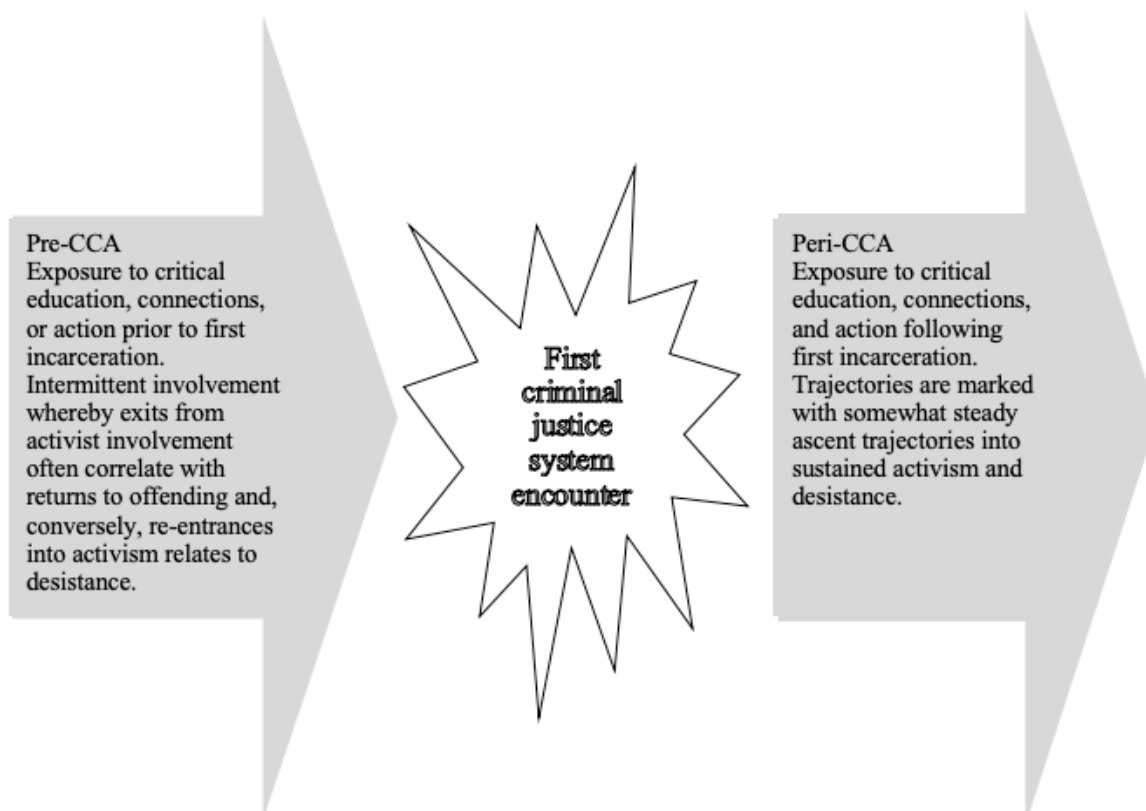 Pre-CCA
Exposure to critical
education, connections,
or action prior to first
incarceration.
Intermittent involvement
whereby exits from
activist involvement
often correlate with
returns to offending and,
conversely, re-entrances
into activism relates to
desistance.
First
criminal
justice
system
encounter
Peri-CCA
Exposure to critical
education, connections,
and action following
first incarceration.
Trajectories are marked
with somewhat steady
ascent trajectories into
sustained activism and
desistance.